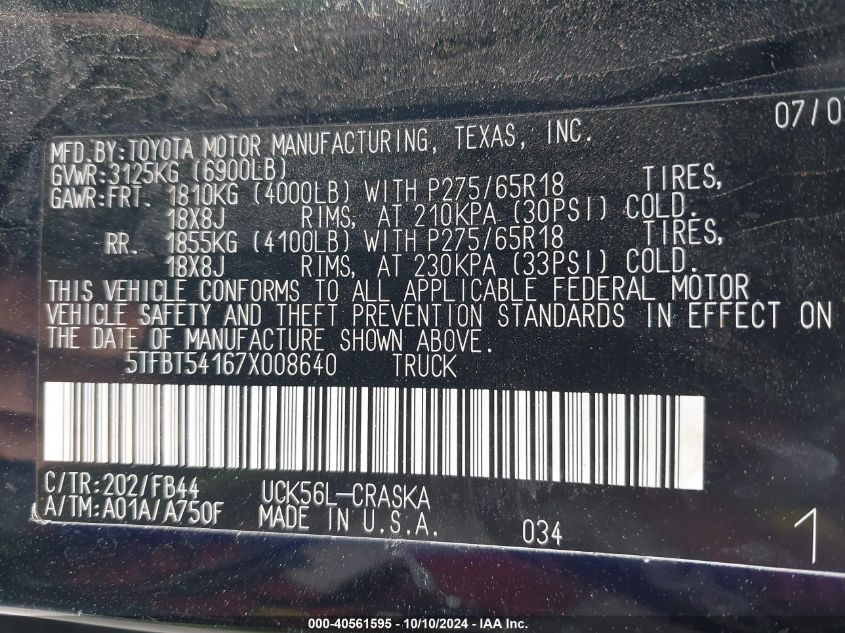 07/0
MFD.BY:TOYOTA MOTOR MANUFACTURING, TEXAS, INC.
GVWR:3125KG (6900LB)
GAWR:FRT. 1810KG (4000LB) WITH P275/65R18 TIRES,
18X8J RIMS, AT 210KPA (30PSI) COLD.
RR. 1855KG (4100LB) WITH P275/65R18 TIRES,
18X8J RIMS, AT 230KPA (33PSI) COLD.
THIS VEHICLE CONFORMS TO ALL APPLICABLE FEDERAL MOTOR
VEHICLE SAFETY AND THEFT PREVENTION STANDARDS IN EFFECT ON
THE DATE OF MANUFACTURE SHOWN ABOVE.
5TFBT54167X008640 TRUCK
C/TR:202/FB44 UCK56L-CRASKA
A/TM:A01A/A750F MADE IN U.S.A. 034 1
000-40561595 - 10/10/2024 - IAA Inc.